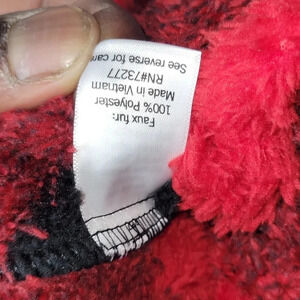 Faux fur:
100% Polyester
Made in Vietnam
RN#73277
See reverse for care